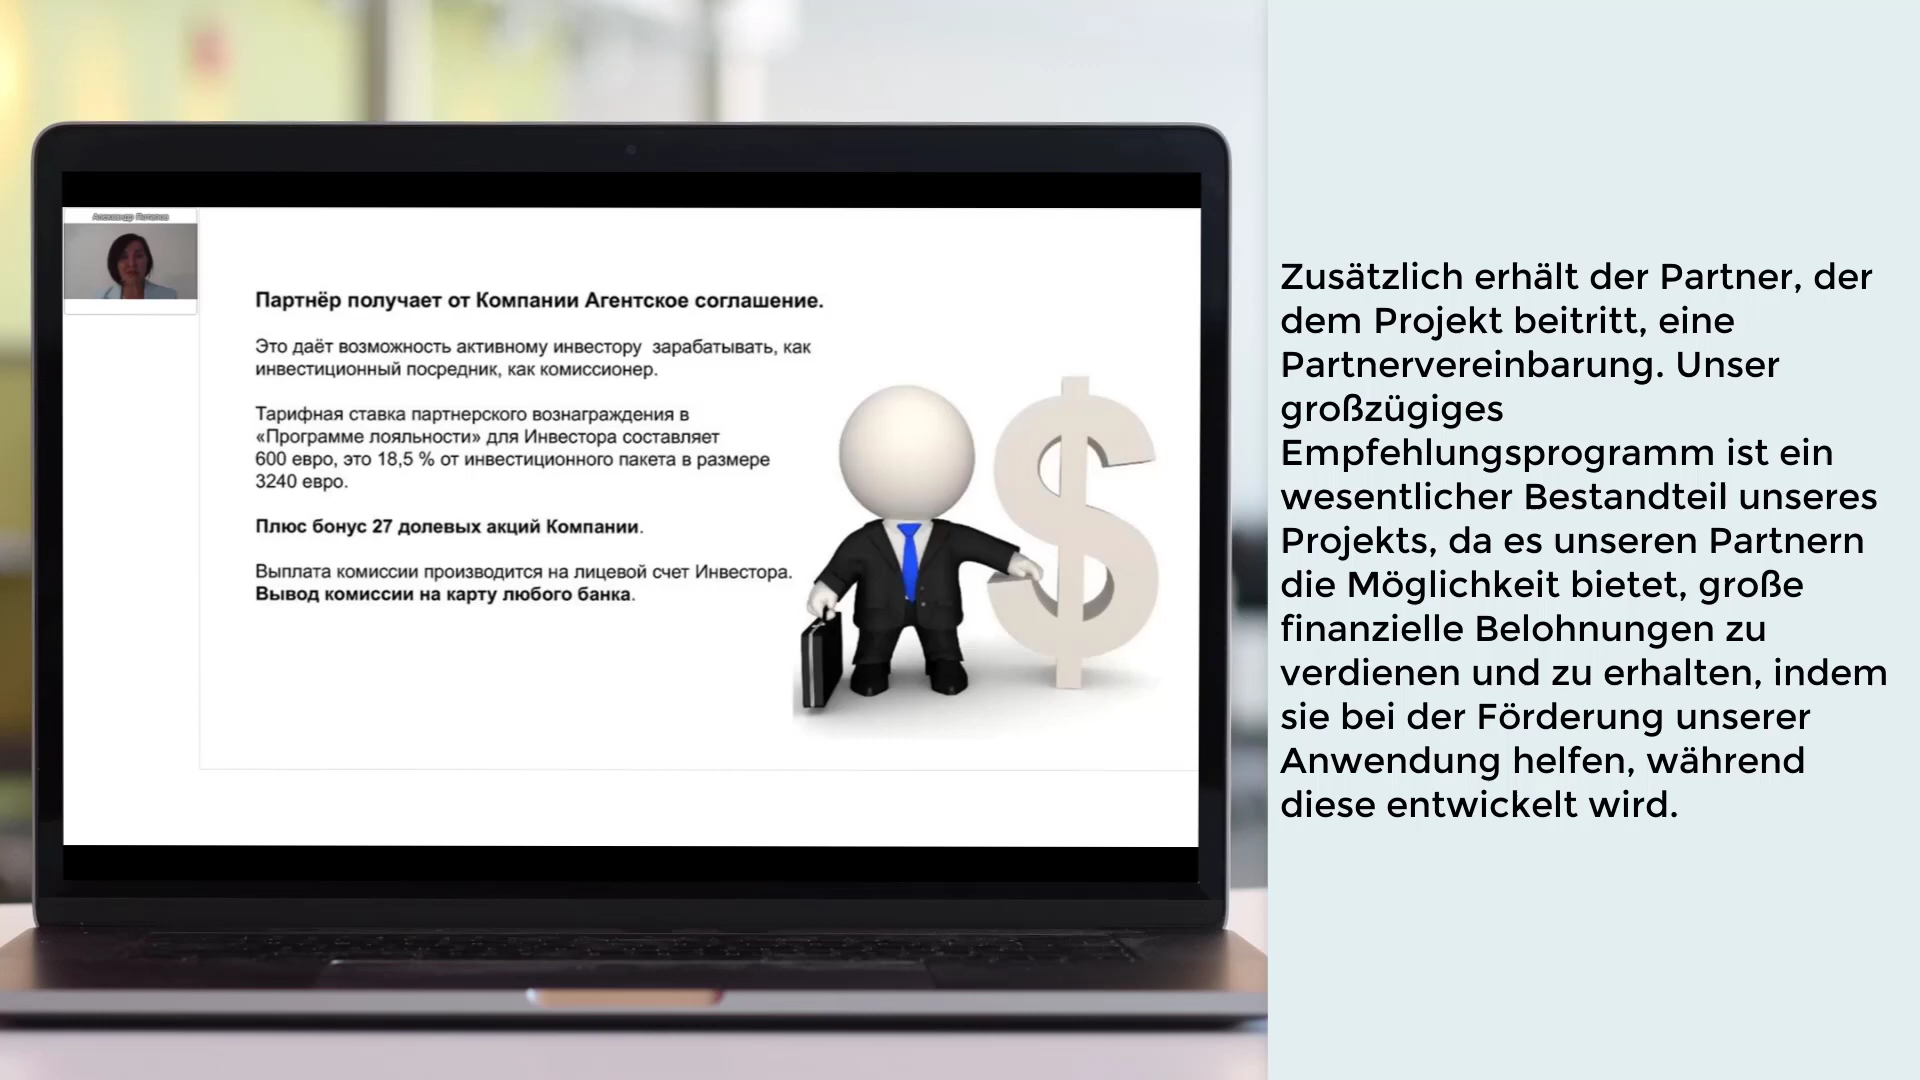 Александр Потапов
Партнёр получает от Компании Агентское соглашение.
Это даёт возможность активному инвестору зарабатывать, как
инвестиционный посредник, как комиссионер.
Тарифная ставка партнерского вознаграждения в
«Программе лояльности» для Инвестора составляет
600 евро, это 18,5 % от инвестиционного пакета в размере
3240 евро.
Плюс бонус 27 долевых акций Компании.
Выплата комиссии производится на лицевой счет Инвестора.
Вывод комиссии на карту любого банка.
Zusätzlich erhält der Partner, der
dem Projekt beitritt, eine
Partnervereinbarung. Unser
großzügiges
Empfehlungsprogramm ist ein
wesentlicher Bestandteil unseres
Projekts, da es unseren Partnern
die Möglichkeit bietet, große
finanzielle Belohnungen zu
verdienen und zu erhalten, indem
sie bei der Förderung unserer
Anwendung helfen, während
diese entwickelt wird.